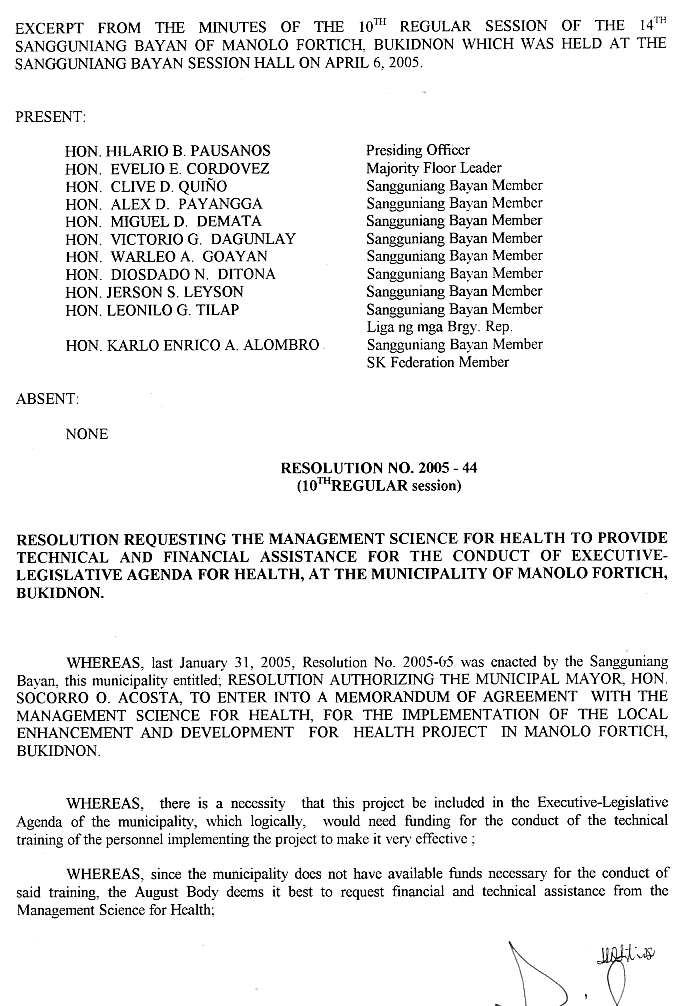 EXCERPT FROM THE MINUTES OF THE 10TH REGULAR SESSION OF THE 14TH
SANGGUNIANG BAYAN OF MANOLO FORTICH, BUKIDNON WHICH WAS HELD AT THE
SANGGUNIANG BAYAN SESSION HALL ON APRIL 6, 2005.
PRESENT:
HON. HILARIO B. PAUSANOS Presiding Officer
HON. EVELIO E. CORDOVEZ Majority Floor Leader
HON. CLIVE D. QUIÑO Sangguniang Bayan Member
HON. ALEX D. PAYANGGA Sangguniang Bayan Member
HON. MIGUEL D. DEMATA Sangguniang Bayan Member
HON. VICTORIO G. DAGUNLAY Sangguniang Bayan Member
HON. WARLEO A. GOAYAN Sangguniang Bayan Member
HON. DIOSDADO N. DITONA Sangguniang Bayan Member
HON. JERSON S. LEYSON Sangguniang Bayan Member
HON. LEONILO G. TILAP Sangguniang Bayan Member
Liga ng mga Brgy. Rep.
HON. KARLO ENRICO A. ALOMBRO Sangguniang Bayan Member
SK Federation Member
ABSENT:
NONE
RESOLUTION NO. 2005 - 44
(10THREGULAR session)
RESOLUTION REQUESTING THE MANAGEMENT SCIENCE FOR HEALTH TO PROVIDE
TECHNICAL AND FINANCIAL ASSISTANCE FOR THE CONDUCT OF EXECUTIVE-
LEGISLATIVE AGENDA FOR HEALTH, AT THE MUNICIPALITY OF MANOLO FORTICH,
BUKIDNON.
WHEREAS, last January 31, 2005, Resolution No. 2005-65 was enacted by the Sangguniang
Bayan, this municipality entitled; RESOLUTION AUTHORIZING THE MUNICIPAL MAYOR, HON.
SOCORRO O. ACOSTA, TO ENTER INTO A MEMORANDUM OF AGREEMENT WITH THE
MANAGEMENT SCIENCE FOR HEALTH, FOR THE IMPLEMENTATION OF THE LOCAL
ENHANCEMENT AND DEVELOPMENT FOR HEALTH PROJECT IN MANOLO FORTICH,
BUKIDNON.
WHEREAS, there is a necessity that this project be included in the Executive-Legislative
Agenda of the municipality, which logically, would need funding for the conduct of the technical
training of the personnel implementing the project to make it very effective ;
WHEREAS, since the municipality does not have available funds necessary for the conduct of
said training, the August Body deems it best to request financial and technical assistance from the
Management Science for Health;